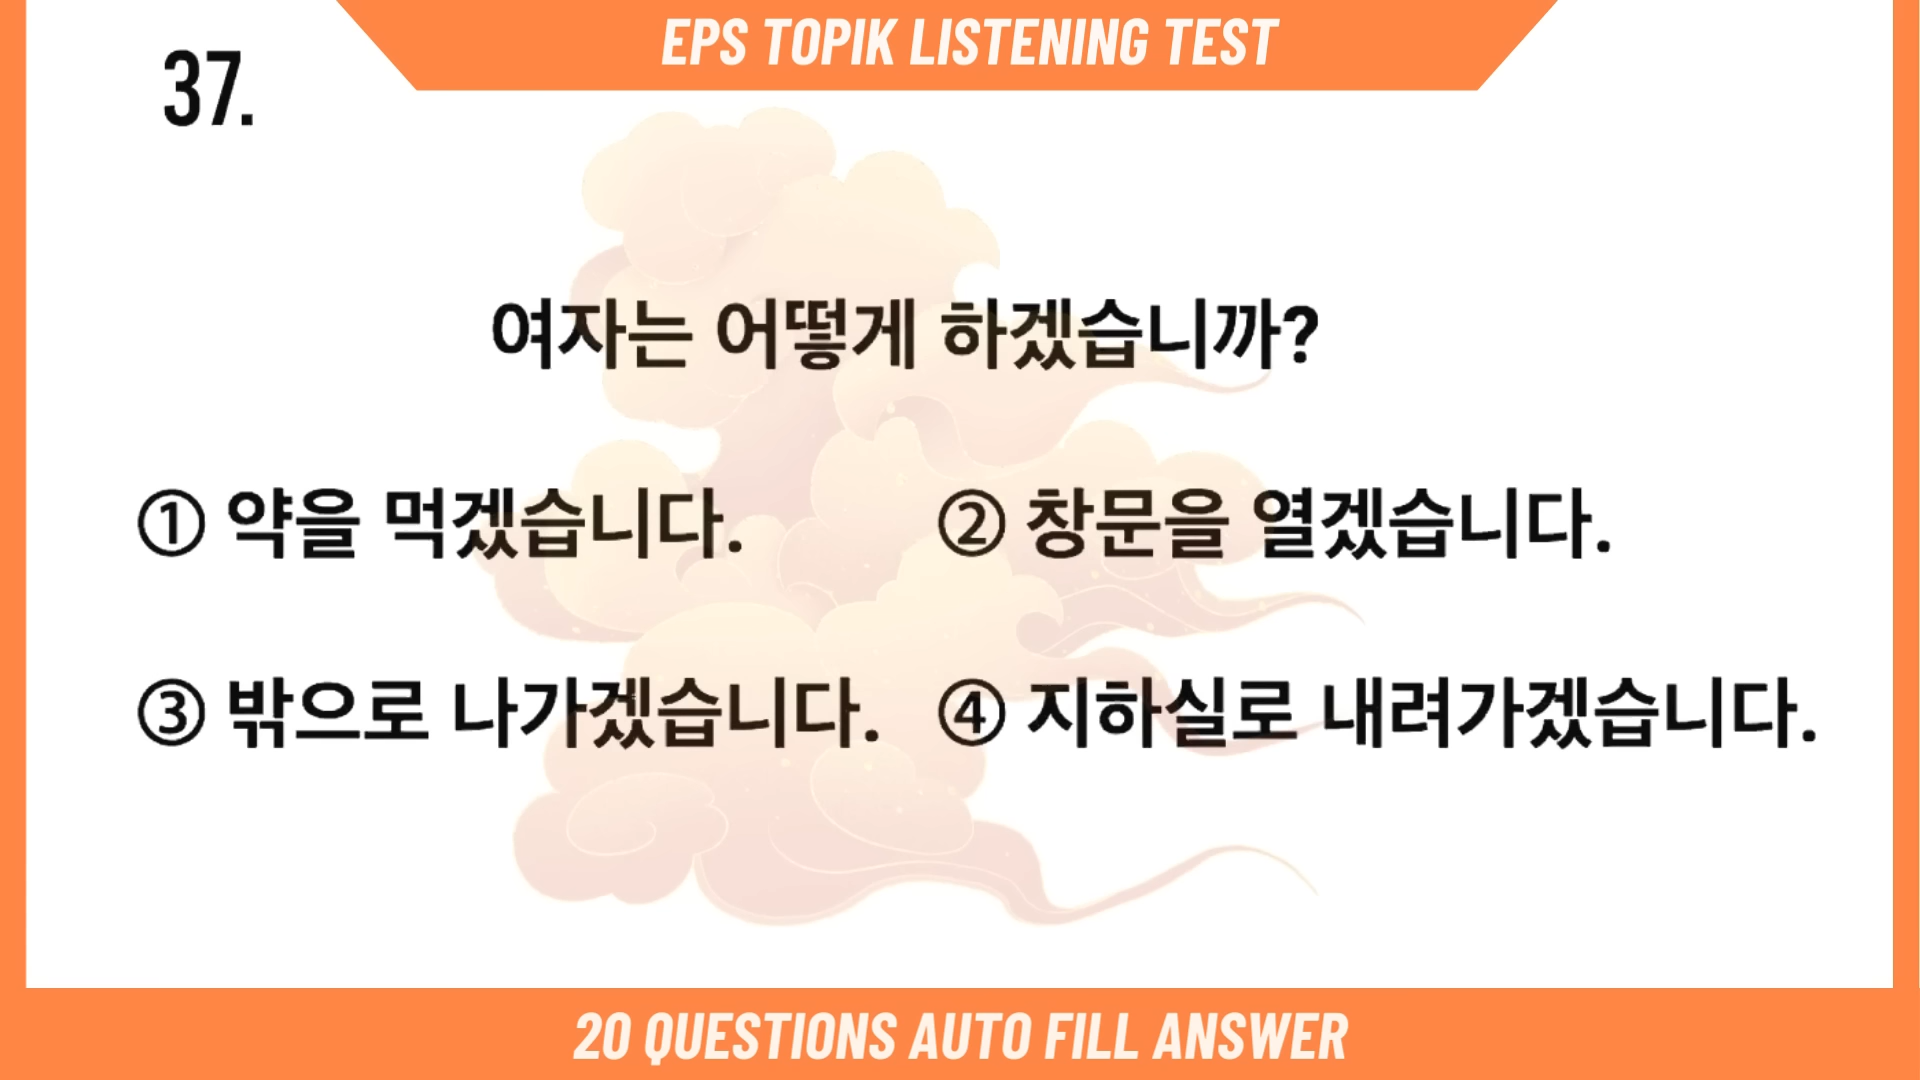 EPS TOPIK LISTENING TEST
37.
여자는 어떻게 하겠습니까?
① 약을 먹겠습니다.
② 창문을 열겠습니다.
③ 밖으로 나가겠습니다.
④ 지하실로 내려가겠습니다.
20 QUESTIONS AUTO FILL ANSWER